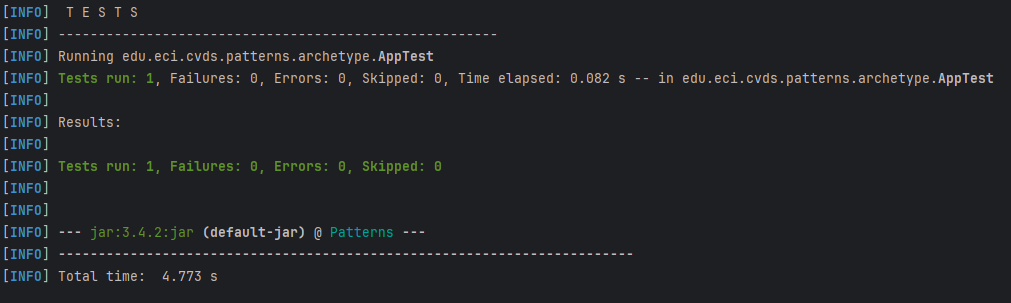 [INFO]  T E S T S
[INFO] -------------------------------------------------------
[INFO] Running edu.eci.cvds.patterns.archetype.AppTest
[INFO] Tests run: 1, Failures: 0, Errors: 0, Skipped: 0, Time elapsed: 0.082 s -- in edu.eci.cvds.patterns.archetype.AppTest
[INFO]
[INFO] Results:
[INFO]
[INFO] Tests run: 1, Failures: 0, Errors: 0, Skipped: 0
[INFO]
[INFO]
[INFO] --- jar:3.4.2:jar (default-jar) @ Patterns ---
[INFO] ------------------------------------------------------------------------
[INFO] Total time:  4.773 s